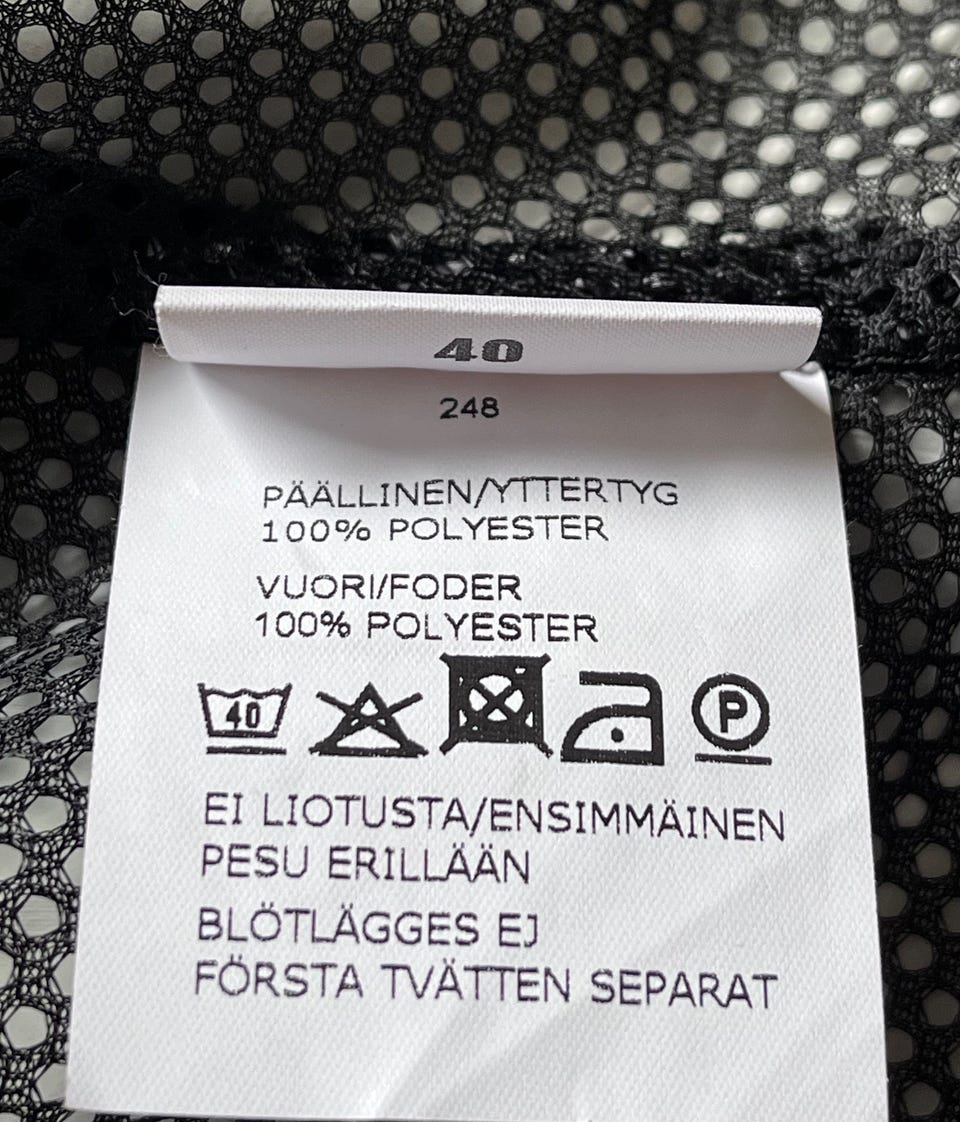 40
248
PÄÄLLINEN/YTTERTYG
100% POLYESTER
VUORI/FODER
100% POLYESTER
40 P
EI LIOTUSTA/ENSIMMÄINEN
PESU ERILLÄÄN
BLÖTLÄGGES EJ
FÖRSTA TVÄTTEN SEPARAT